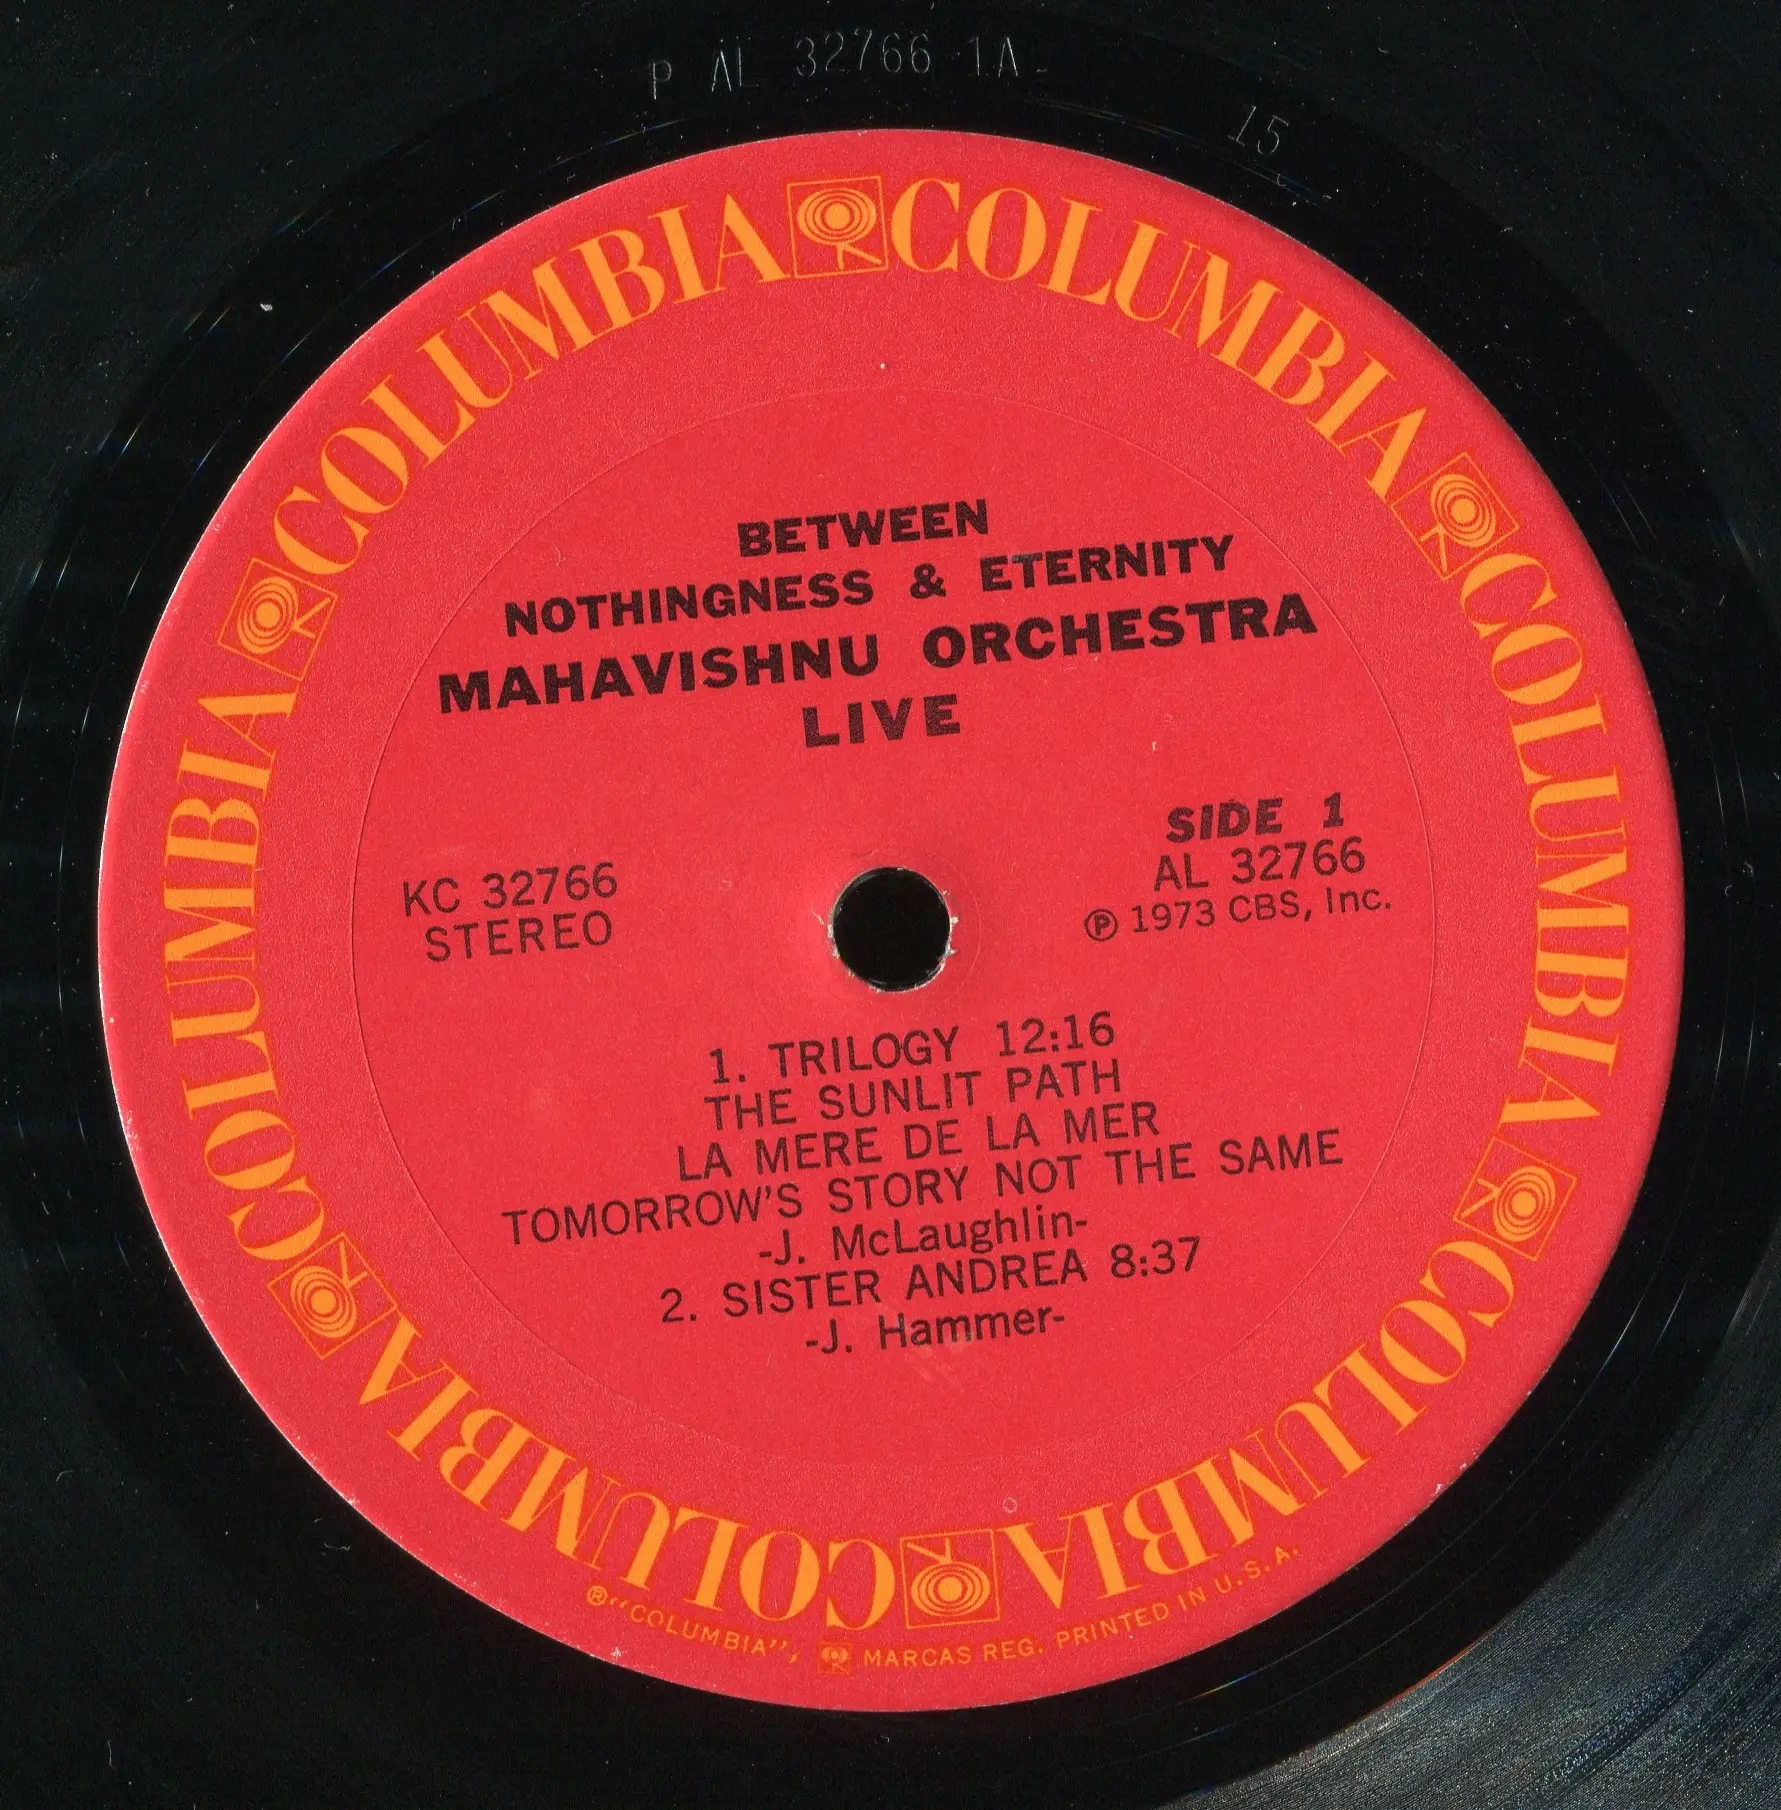 P AL 32766 1A
15
COLUMBIA COLUMBIA COLUMBIA COLUMBIA COLUMBIA COLUMBIA
BETWEEN
NOTHINGNESS & ETERNITY
MAHAVISHNU ORCHESTRA
LIVE
SIDE 1
KC 32766
AL 32766
STEREO
Ⓟ 1973 CBS, Inc.
1. TRILOGY 12:16
THE SUNLIT PATH
LA MERE DE LA MER
TOMORROW'S STORY NOT THE SAME
-J. McLaughlin-
2. SISTER ANDREA 8:37
-J. Hammer-
® "COLUMBIA", MARCAS REG. PRINTED IN U.S.A.